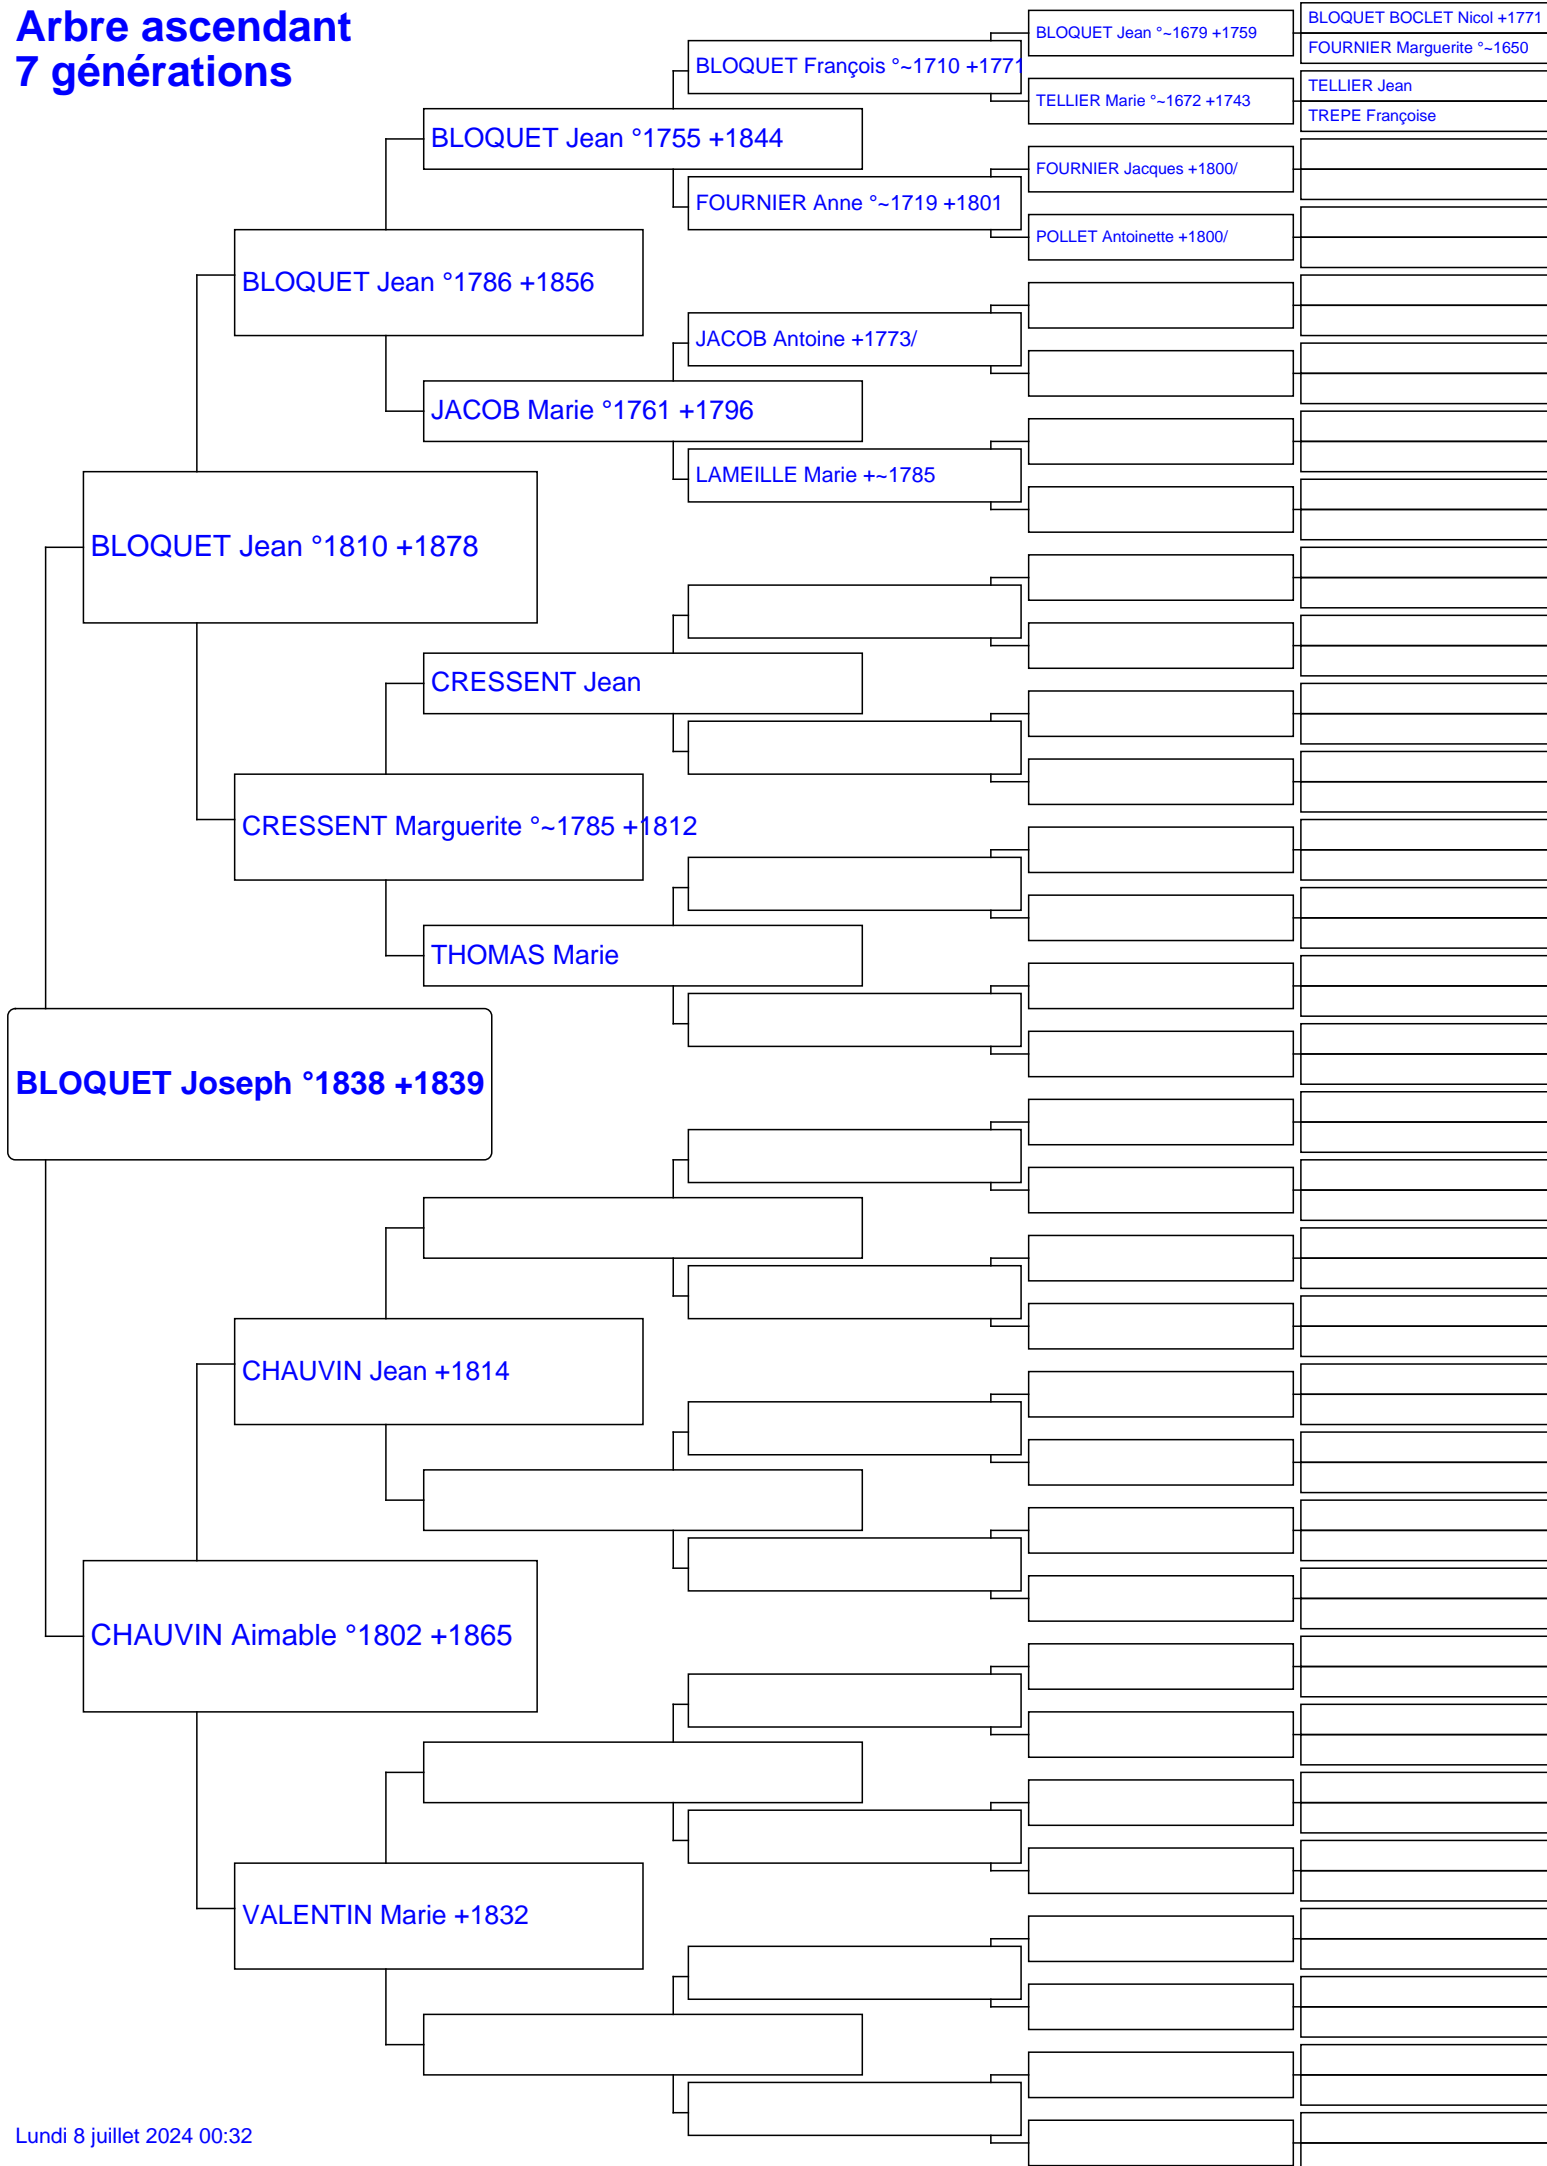 Arbre ascendant
7 générations
BLOQUET BOCLET Nicol +1771
BLOQUET Jean °~1679 +1759
FOURNIER Marguerite °~1650
BLOQUET François °~1710 +1771
TELLIER Jean
TELLIER Marie °~1672 +1743
TREPE Françoise
BLOQUET Jean °1755 +1844
FOURNIER Jacques +1800/
FOURNIER Anne °~1719 +1801
POLLET Antoinette +1800/
BLOQUET Jean °1786 +1856
JACOB Antoine +1773/
JACOB Marie °1761 +1796
LAMEILLE Marie +~1785
BLOQUET Jean °1810 +1878
CRESSENT Jean
CRESSENT Marguerite °~1785 +1812
THOMAS Marie
BLOQUET Joseph °1838 +1839
CHAUVIN Jean +1814
CHAUVIN Aimable °1802 +1865
VALENTIN Marie +1832
Lundi 8 juillet 2024 00:32